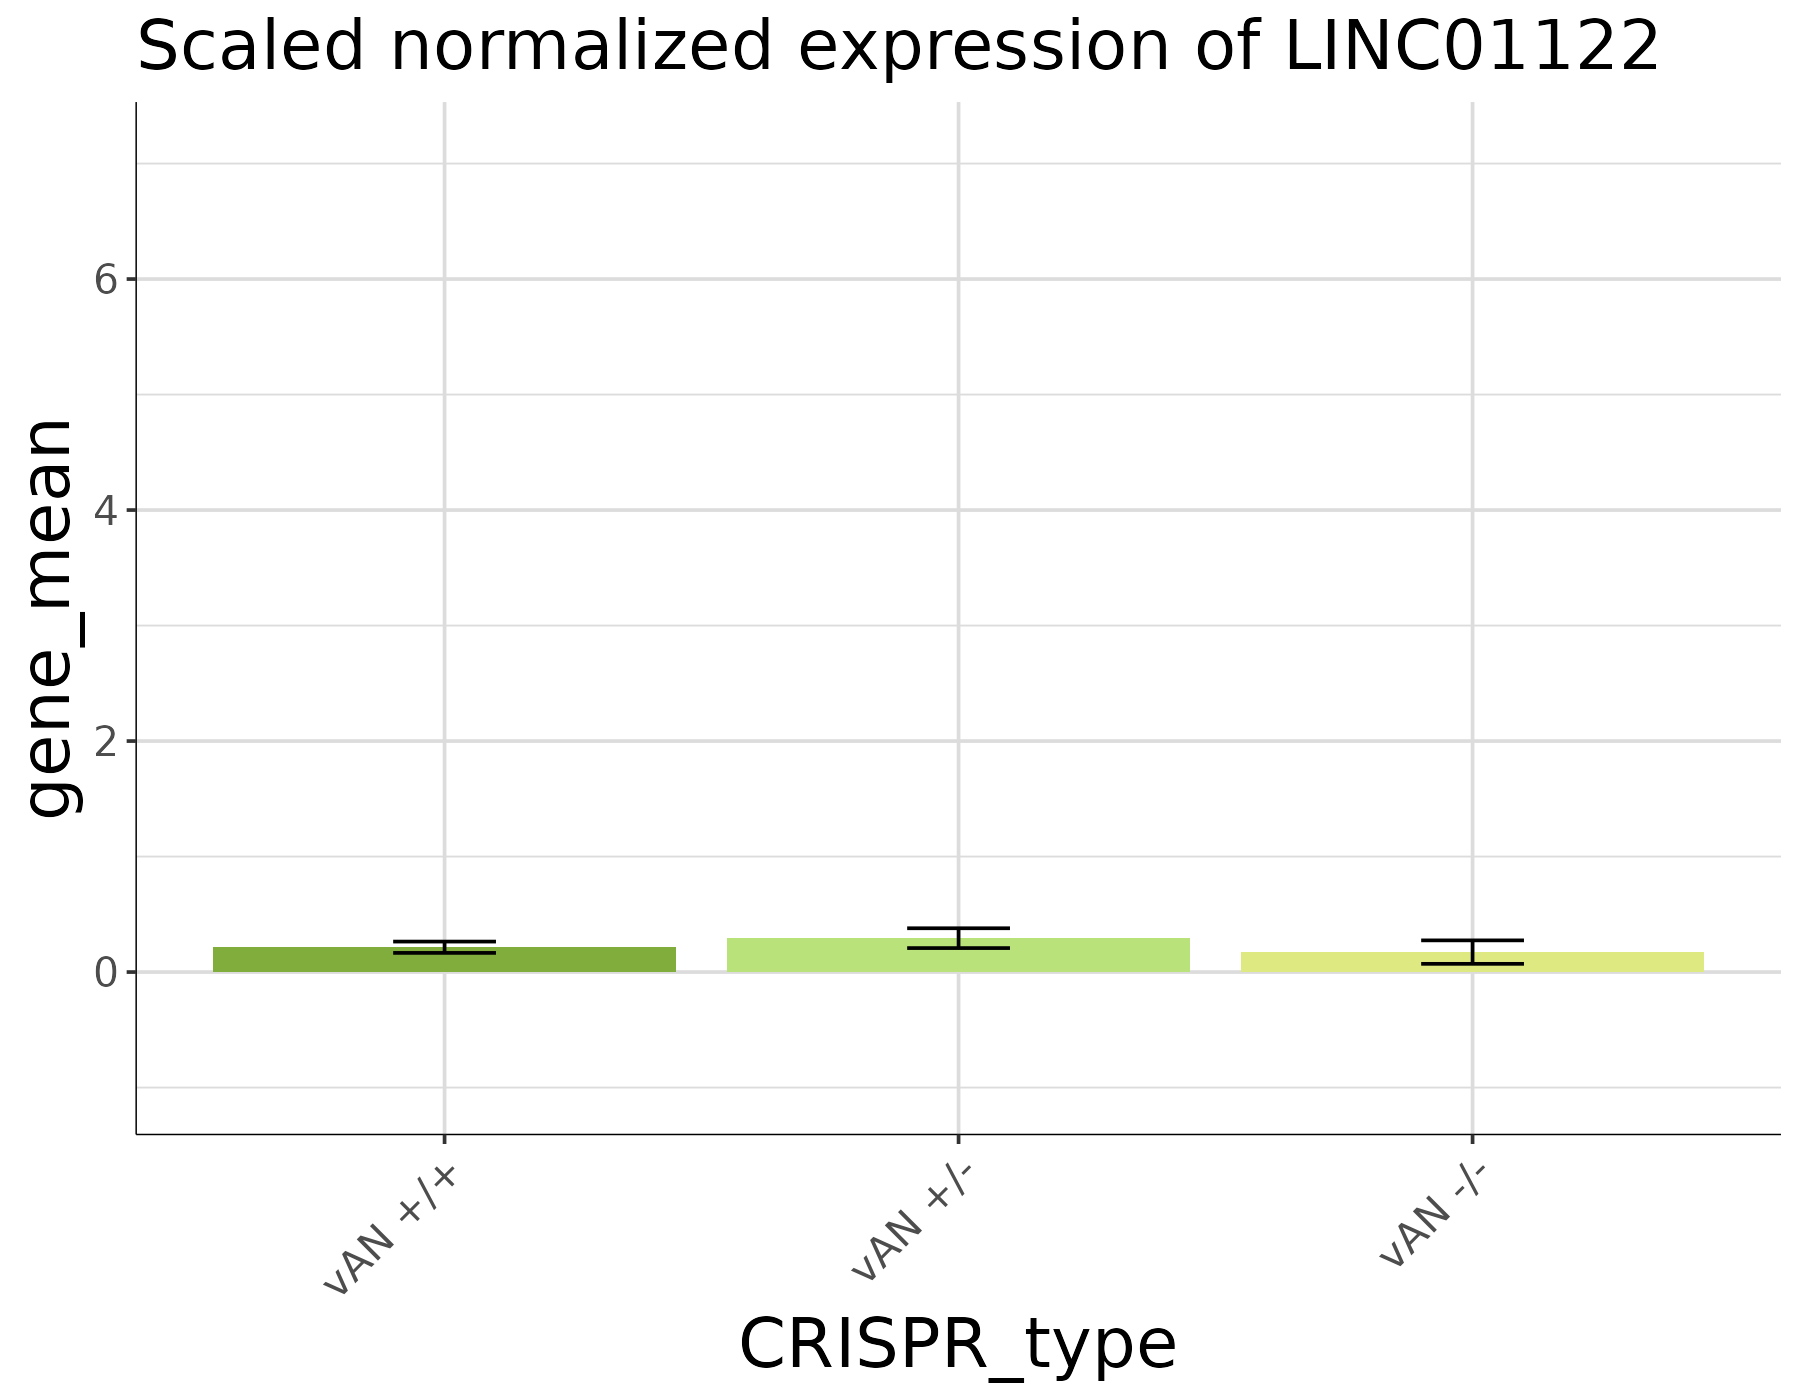 Scaled normalized expression of LINC01122
gene_mean
6
4
2
0
vAN +/+
vAN +/-
vAN -/-
CRISPR_type